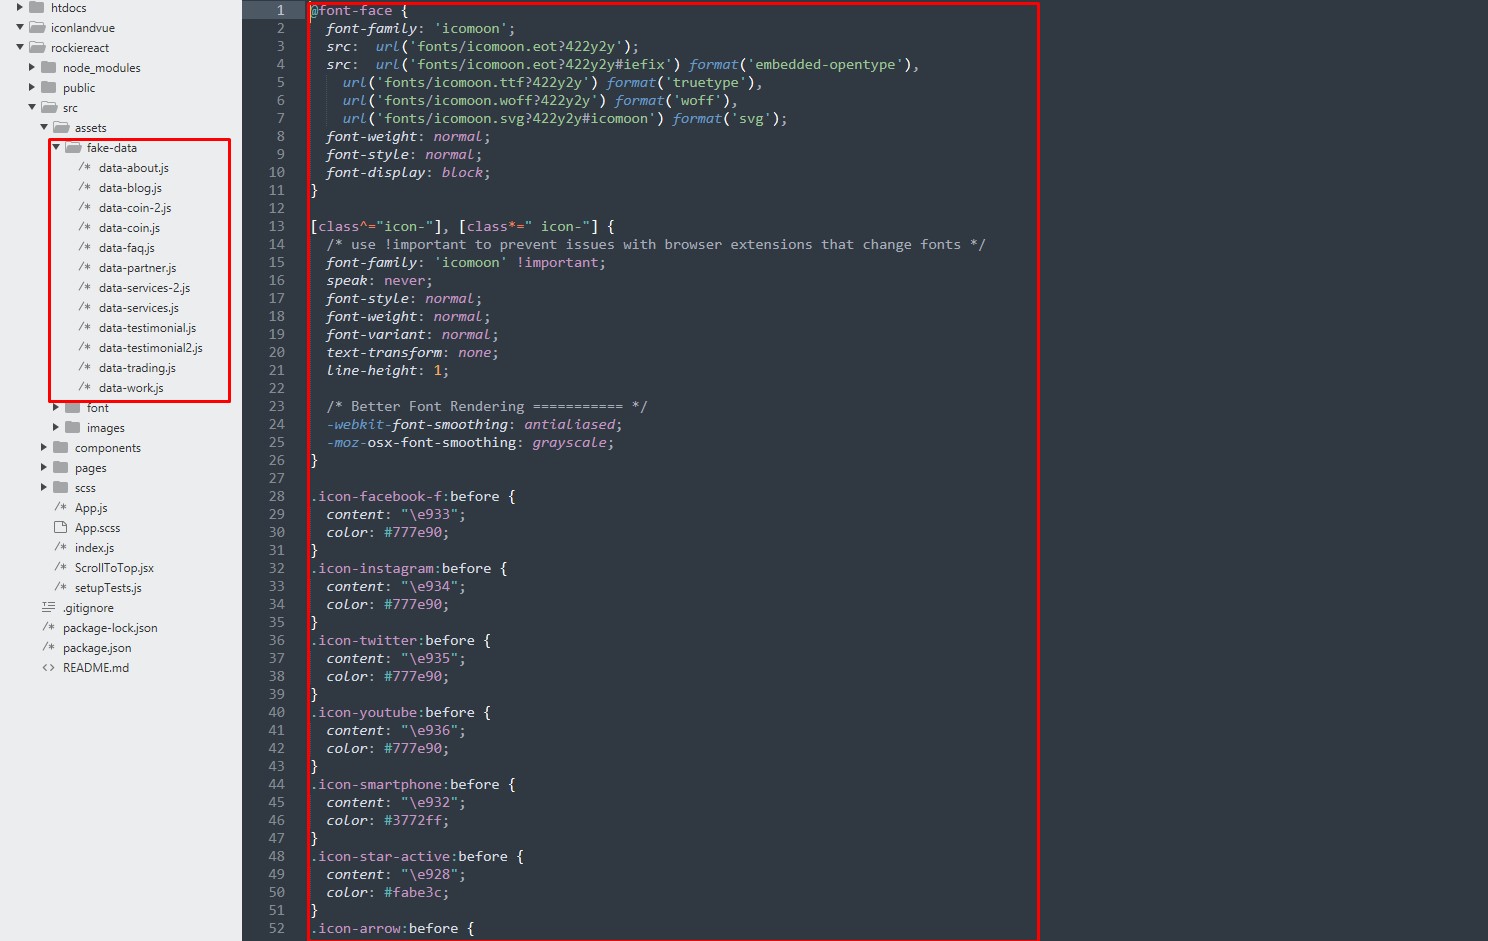 htdocs
iconlandvue
rockiereact
node_modules
public
src
assets
fake-data
/* data-about.js
/* data-blog.js
/* data-coin-2.js
/* data-coin.js
/* data-faq.js
/* data-partner.js
/* data-services-2.js
/* data-services.js
/* data-testimonial.js
/* data-testimonial2.js
/* data-trading.js
/* data-work.js
font
images
components
pages
scss
/* App.js
App.scss
/* index.js
/* ScrollToTop.jsx
/* setupTests.js
.gitignore
/* package-lock.json
/* package.json
<> README.md
1 @font-face {
2 font-family: 'icomoon';
3 src:  url('fonts/icomoon.eot?422y2y');
4 src:  url('fonts/icomoon.eot?422y2y#iefix') format('embedded-opentype'),
5 url('fonts/icomoon.ttf?422y2y') format('truetype'),
6 url('fonts/icomoon.woff?422y2y') format('woff'),
7 url('fonts/icomoon.svg?422y2y#icomoon') format('svg');
8 font-weight: normal;
9 font-style: normal;
10 font-display: block;
11 }
12
13 [class^="icon-"], [class*=" icon-"] {
14 /* use !important to prevent issues with browser extensions that change fonts */
15 font-family: 'icomoon' !important;
16 speak: never;
17 font-style: normal;
18 font-weight: normal;
19 font-variant: normal;
20 text-transform: none;
21 line-height: 1;
22
23 /* Better Font Rendering =========== */
24 -webkit-font-smoothing: antialiased;
25 -moz-osx-font-smoothing: grayscale;
26 }
27
28 .icon-facebook-f:before {
29 content: "\e933";
30 color: #777e90;
31 }
32 .icon-instagram:before {
33 content: "\e934";
34 color: #777e90;
35 }
36 .icon-twitter:before {
37 content: "\e935";
38 color: #777e90;
39 }
40 .icon-youtube:before {
41 content: "\e936";
42 color: #777e90;
43 }
44 .icon-smartphone:before {
45 content: "\e932";
46 color: #3772ff;
47 }
48 .icon-star-active:before {
49 content: "\e928";
50 color: #fabe3c;
51 }
52 .icon-arrow:before {